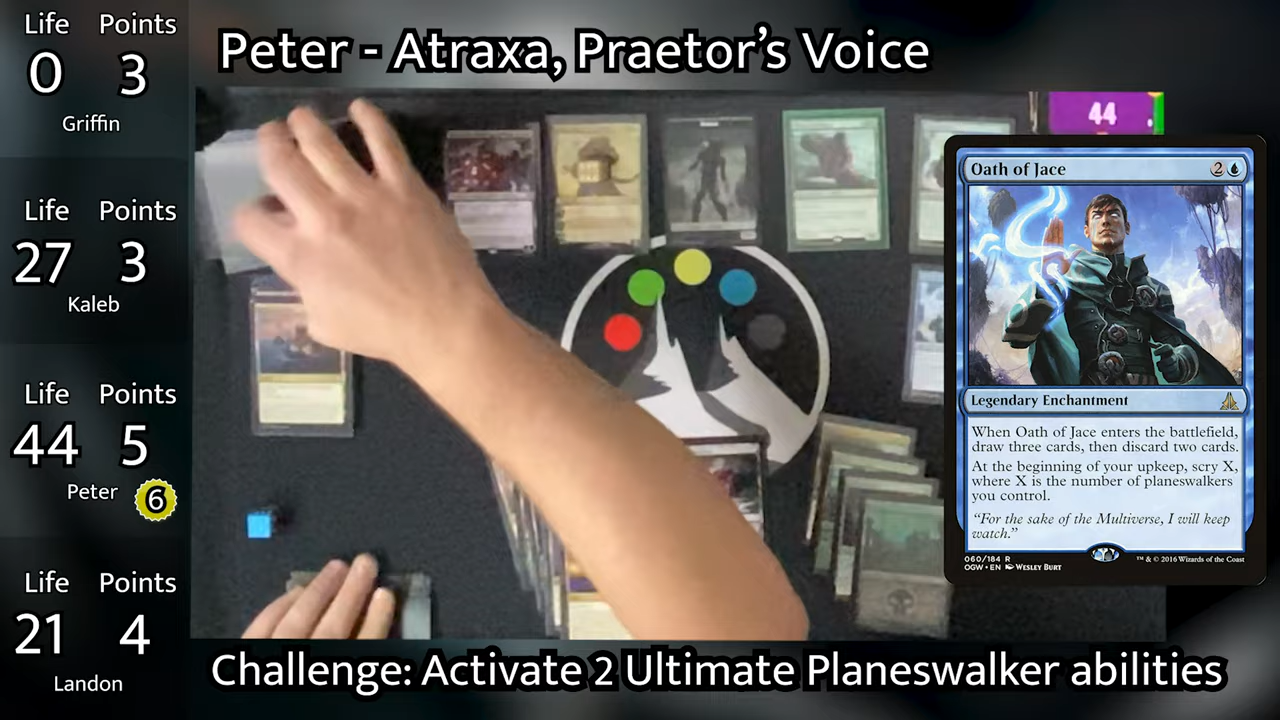 Life Points
0 3
Griffin
Life Points
27 3
Kaleb
Life Points
44 5
Peter 6
Life Points
21 4
Landon
Peter - Atraxa, Praetor's Voice
44
Oath of Jace 2
Legendary Enchantment
When Oath of Jace enters the battlefield,
draw three cards, then discard two cards.
At the beginning of your upkeep, scry X,
where X is the number of planeswalkers
you control.
"For the sake of the Multiverse, I will keep
watch."
060/184 R
OGW • EN Wesley Burt
™ & © 2016 Wizards of the Coast
Challenge: Activate 2 Ultimate Planeswalker abilities